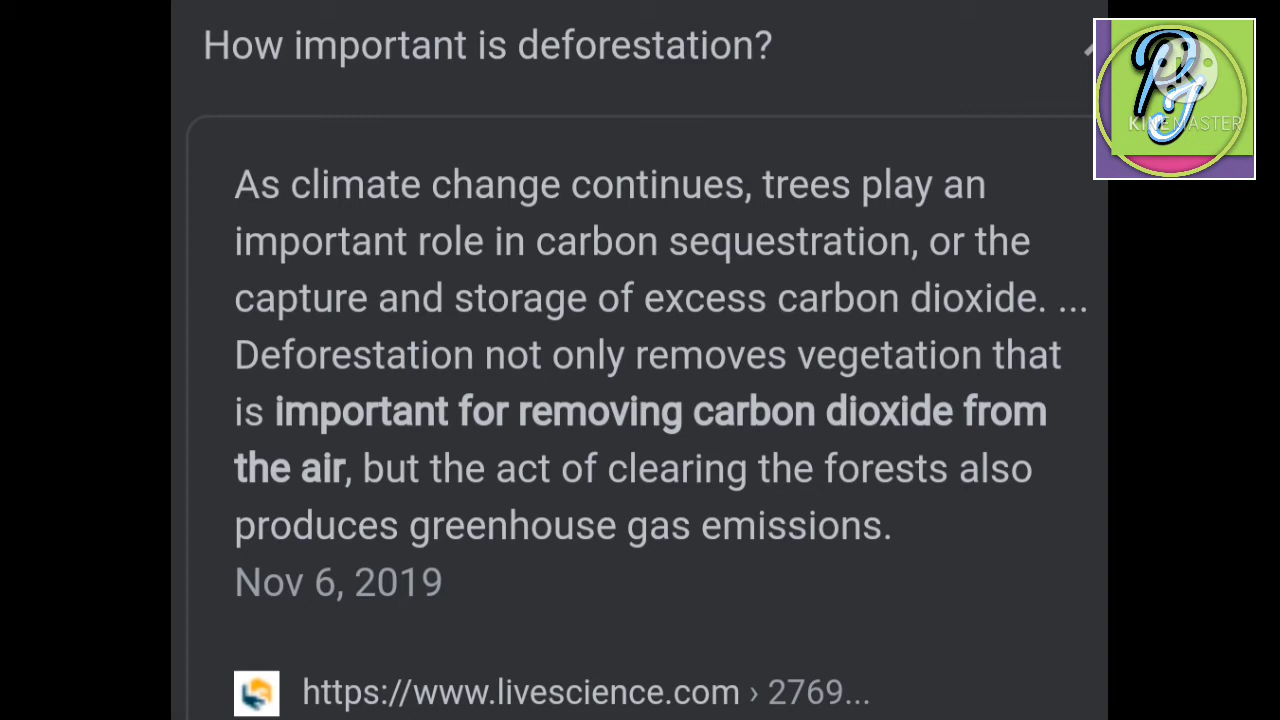 How important is deforestation?
As climate change continues, trees play an
important role in carbon sequestration, or the
capture and storage of excess carbon dioxide. ...
Deforestation not only removes vegetation that
is important for removing carbon dioxide from
the air, but the act of clearing the forests also
produces greenhouse gas emissions.
Nov 6, 2019
https://www.livescience.com › 2769...
PJ
KINEMASTER